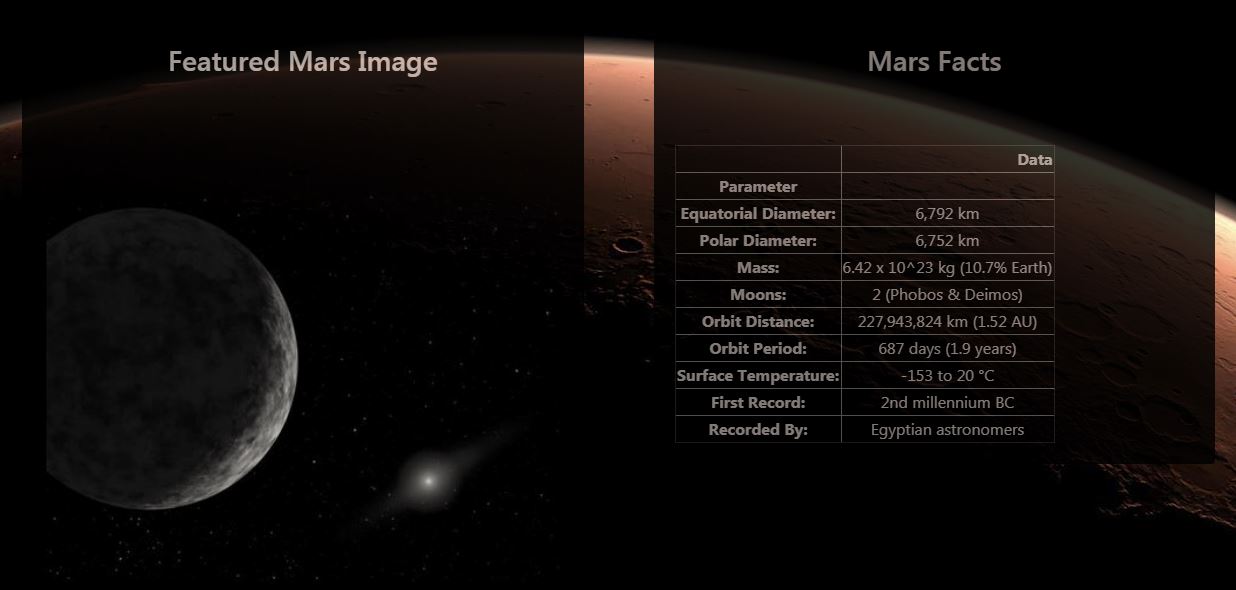 Featured Mars Image
Mars Facts
Data
Parameter
Equatorial Diameter: 6,792 km
Polar Diameter: 6,752 km
Mass: 6.42 x 10^23 kg (10.7% Earth)
Moons: 2 (Phobos & Deimos)
Orbit Distance: 227,943,824 km (1.52 AU)
Orbit Period: 687 days (1.9 years)
Surface Temperature: -153 to 20 °C
First Record: 2nd millennium BC
Recorded By: Egyptian astronomers